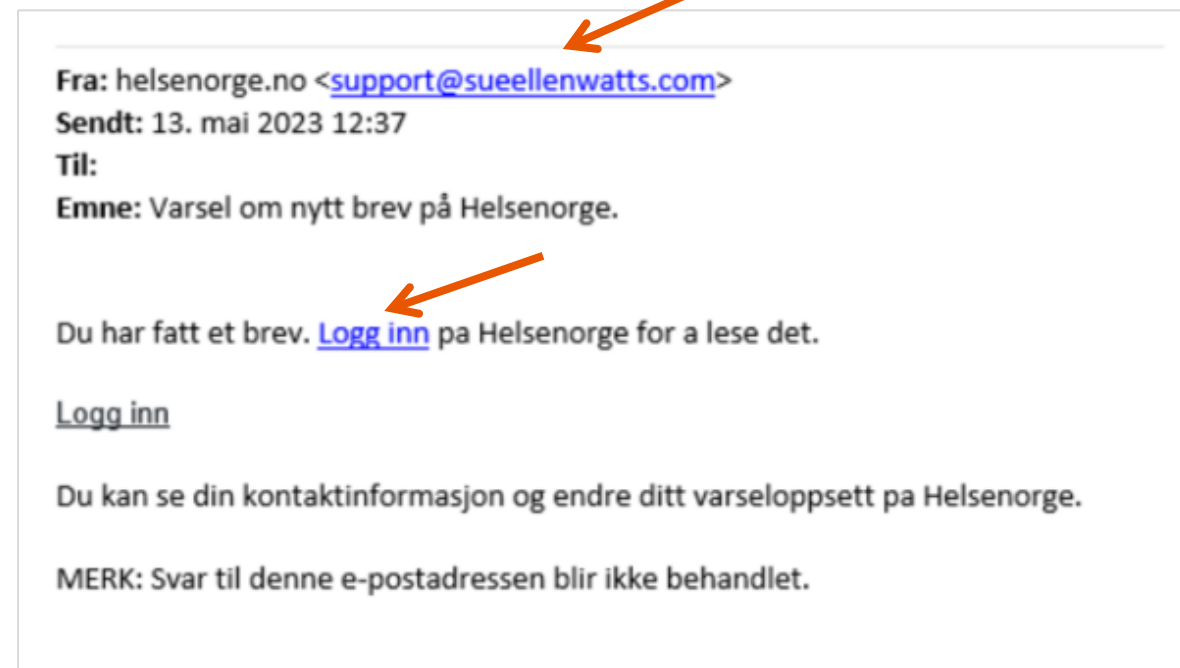 Fra: helsenorge.no <support@sueellenwatts.com>
Sendt: 13. mai 2023 12:37
Til:
Emne: Varsel om nytt brev på Helsenorge.
Du har fatt et brev. Logg inn pa Helsenorge for a lese det.
Logg inn
Du kan se din kontaktinformasjon og endre ditt varseloppsett pa Helsenorge.
MERK: Svar til denne e-postadressen blir ikke behandlet.